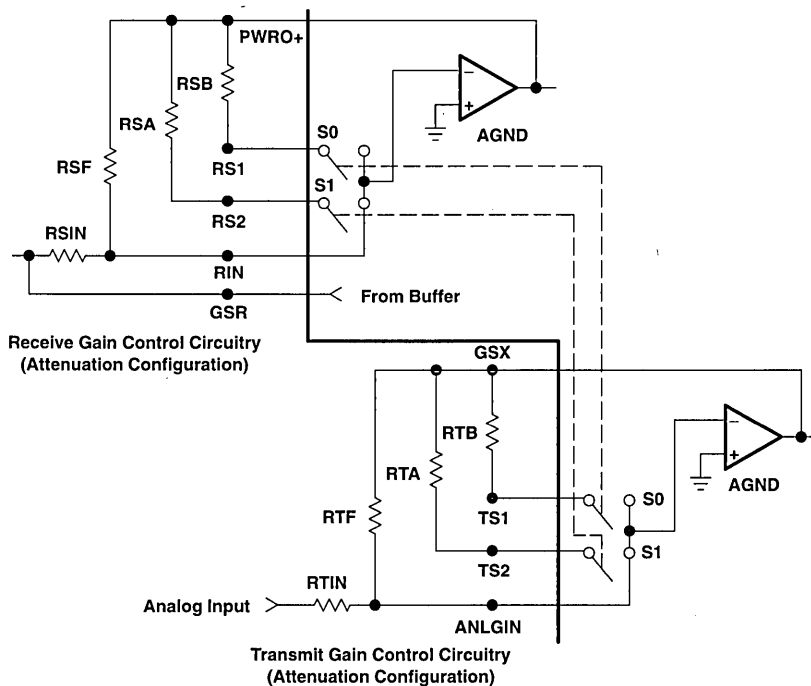 PWRO+
RSB
RSA
RSF
S0
AGND
RS1
S1
RS2
RSIN
RIN
From Buffer
GSR
Receive Gain Control Circuitry
(Attenuation Configuration)
GSX
RTB
RTA
AGND
RTF
TS1
S0
S1
TS2
RTIN
Analog Input
ANLGIN
Transmit Gain Control Circuitry
(Attenuation Configuration)